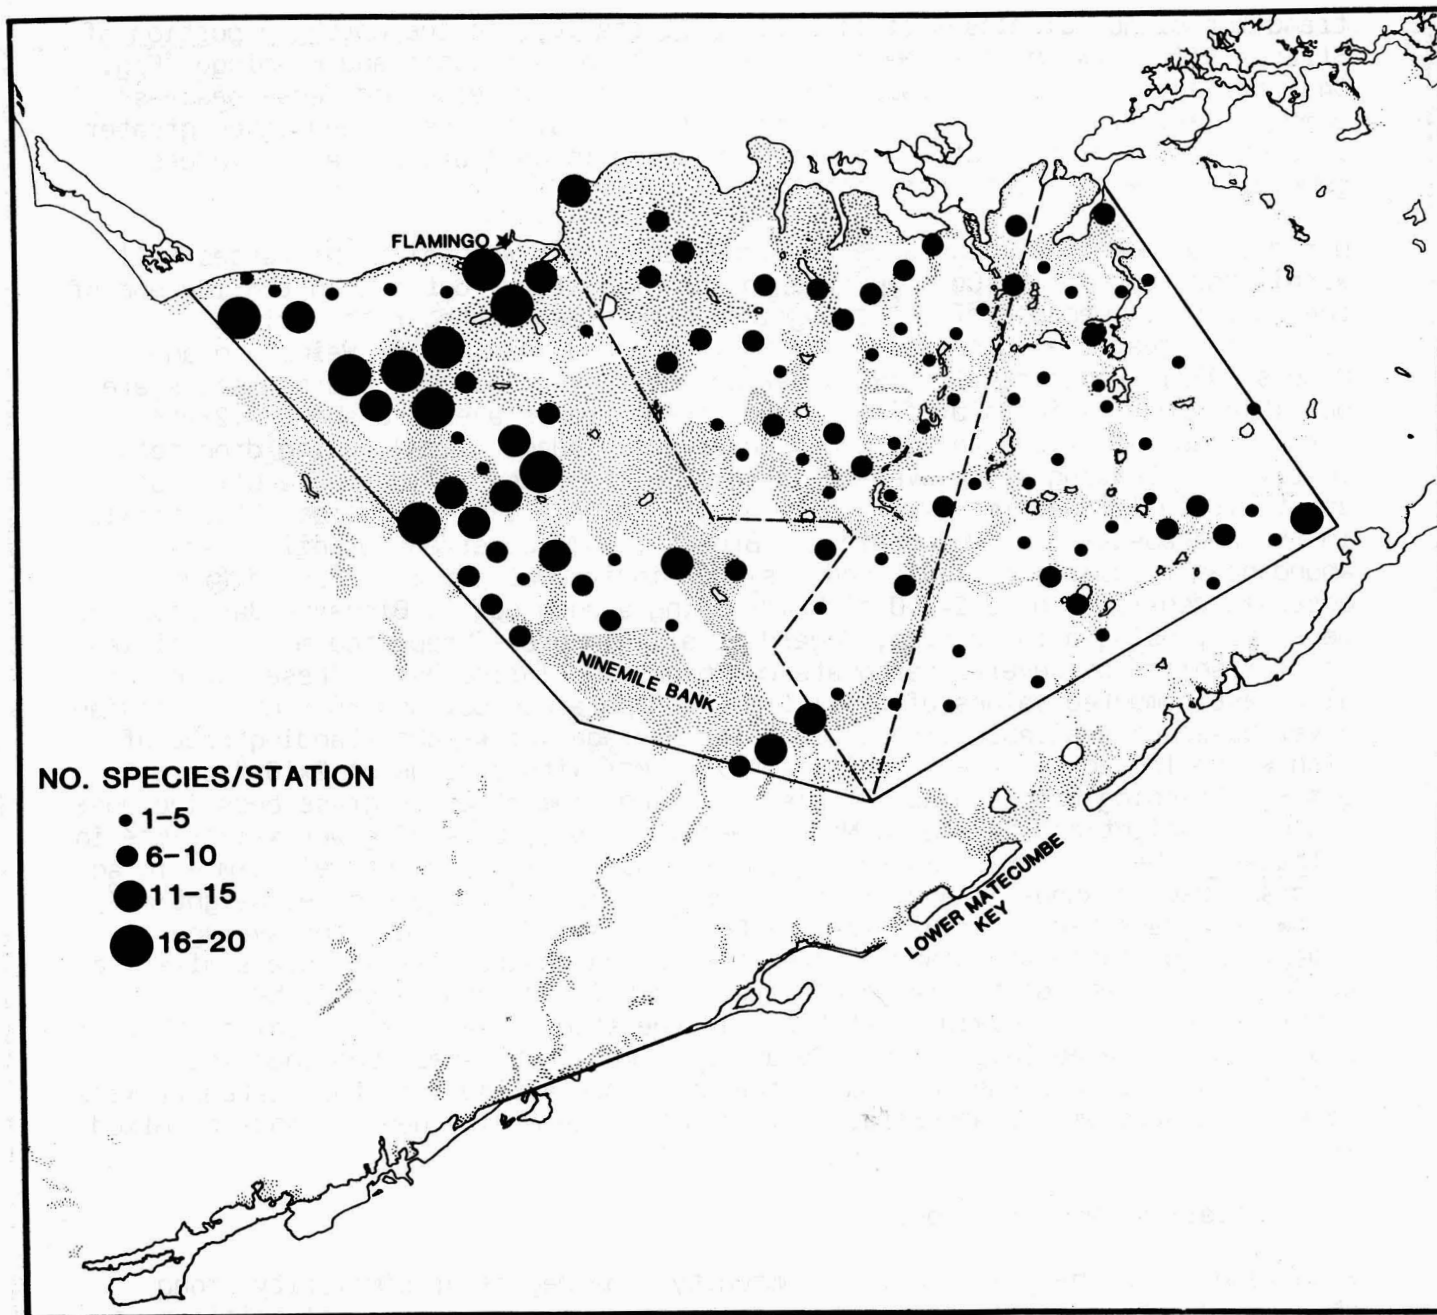 FLAMINGO
NINEMILE BANK
NO. SPECIES/STATION
1–5
6–10
11–15
16–20
LOWER MATECUMBE
KEY